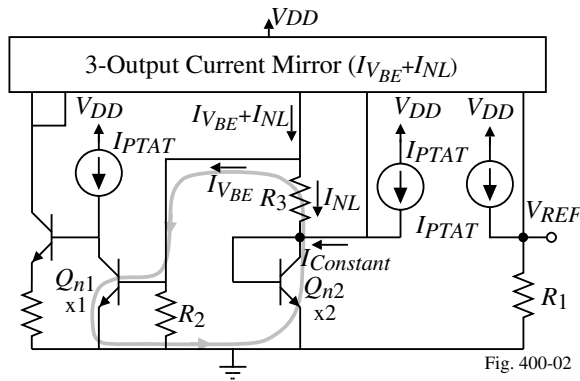 VDD
3-Output Current Mirror (IVBE+INL)
VDD
IPTAT
IVBE+INL
IVBE
R3
INL
VDD
IPTAT
VDD
IPTAT
VREF
IConstant
Qn1
x1
R2
Qn2
x2
R1
Fig. 400-02